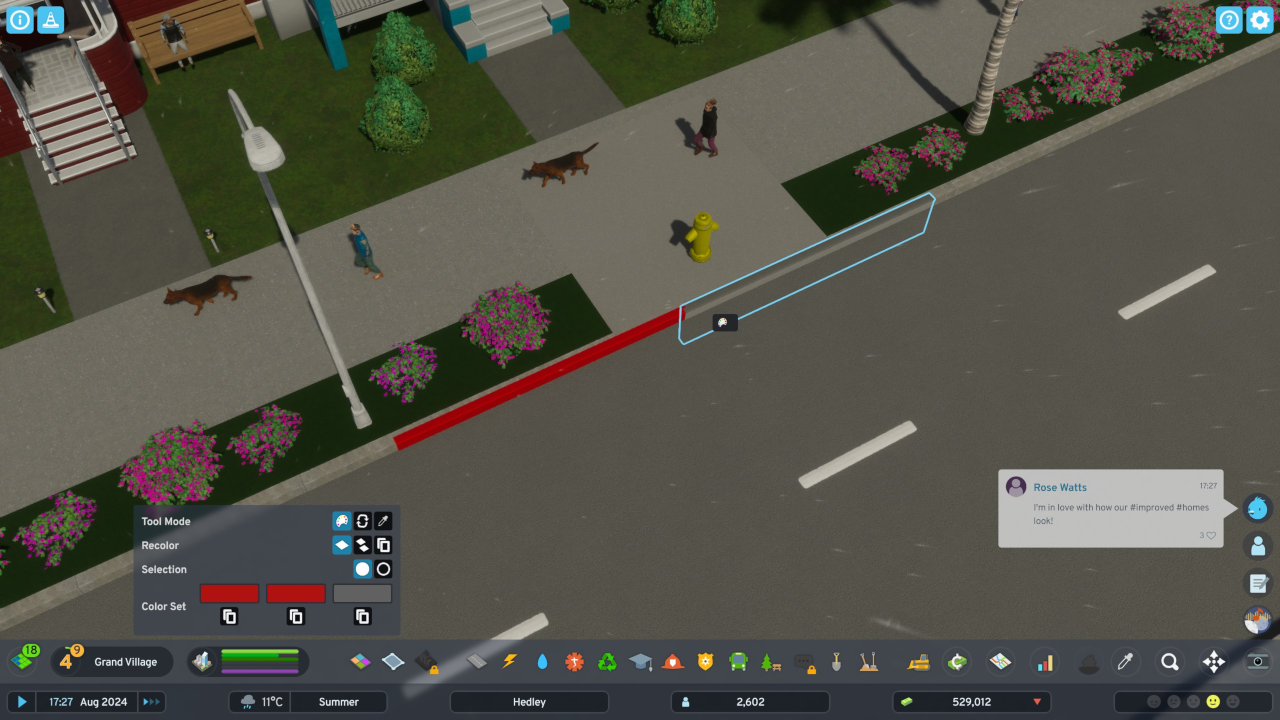 Rose Watts
17:27
I'm in love with how our #improved #homes
look!
3
Tool Mode
Recolor
Selection
Color Set
18
4
9
Grand Village
17:27 Aug 2024
11°C
Summer
Hedley
2,602
529,012